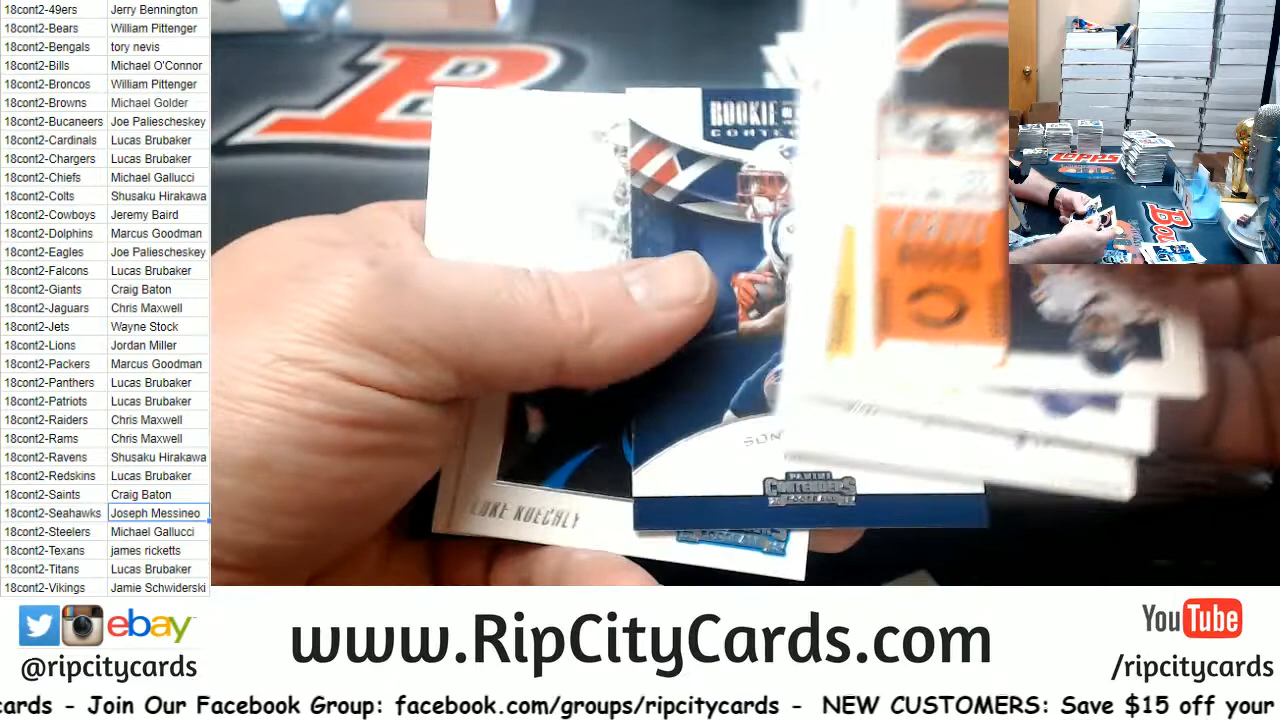 18cont2-49ers Jerry Bennington
18cont2-Bears William Pittenger
18cont2-Bengals tory nevis
18cont2-Bills Michael O'Connor
18cont2-Broncos William Pittenger
18cont2-Browns Michael Golder
18cont2-Bucaneers Joe Paliescheskey
18cont2-Cardinals Lucas Brubaker
18cont2-Chargers Lucas Brubaker
18cont2-Chiefs Michael Gallucci
18cont2-Colts Shusaku Hirakawa
18cont2-Cowboys Jeremy Baird
18cont2-Dolphins Marcus Goodman
18cont2-Eagles Joe Paliescheskey
18cont2-Falcons Lucas Brubaker
18cont2-Giants Craig Baton
18cont2-Jaguars Chris Maxwell
18cont2-Jets Wayne Stock
18cont2-Lions Jordan Miller
18cont2-Packers Marcus Goodman
18cont2-Panthers Lucas Brubaker
18cont2-Patriots Lucas Brubaker
18cont2-Raiders Chris Maxwell
18cont2-Rams Chris Maxwell
18cont2-Ravens Shusaku Hirakawa
18cont2-Redskins Lucas Brubaker
18cont2-Saints Craig Baton
18cont2-Seahawks Joseph Messineo
18cont2-Steelers Michael Gallucci
18cont2-Texans james ricketts
18cont2-Titans Lucas Brubaker
18cont2-Vikings Jamie Schwiderski
B
ROOKIE
SON
PANINI
CONTENDERS
FOOTBALL
LUKE KUECHLY
TOPPS
Bo
ebay
@ripcitycards
www.RipCityCards.com
YouTube
/ripcitycards
cards - Join Our Facebook Group: facebook.com/groups/ripcitycards - NEW CUSTOMERS: Save $15 off your